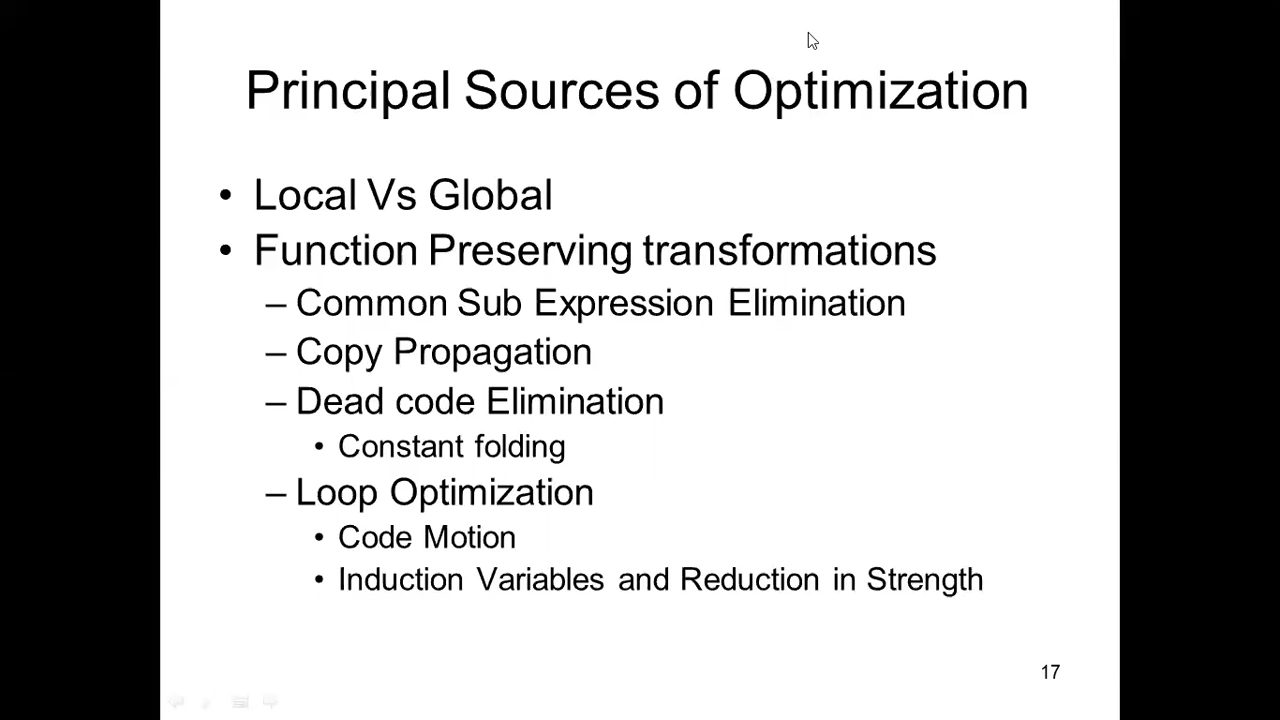 Principal Sources of Optimization
• Local Vs Global
• Function Preserving transformations
– Common Sub Expression Elimination
– Copy Propagation
– Dead code Elimination
• Constant folding
– Loop Optimization
• Code Motion
• Induction Variables and Reduction in Strength
17